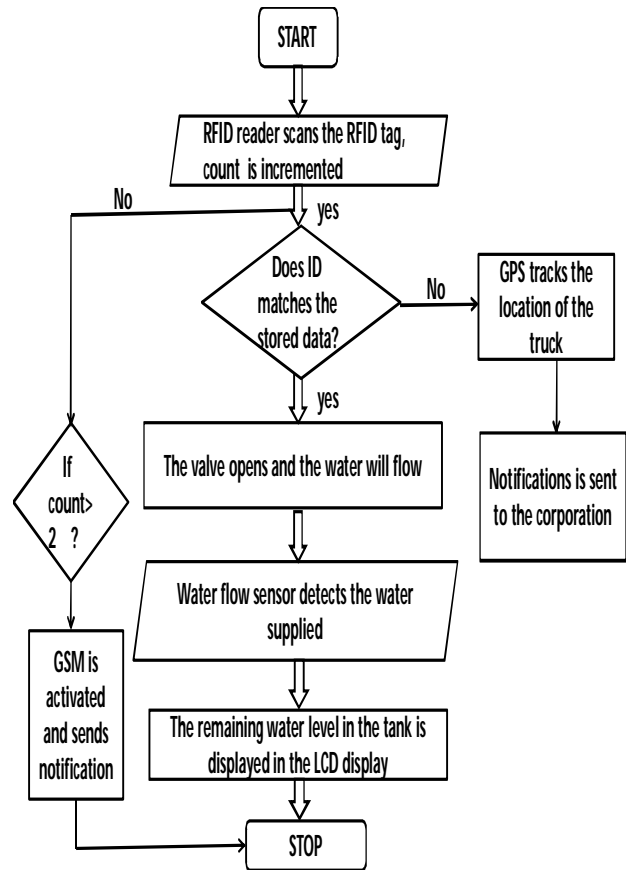 START
RFID reader scans the RFID tag,
count is incremented
No
yes
Does ID
matches the
stored data?
No
GPS tracks the
location of the
truck
yes
If
count>
2 ?
The valve opens and the water will flow
Notifications is sent
to the corporation
Water flow sensor detects the water
supplied
GSM is
activated
and sends
notification
The remaining water level in the tank is
displayed in the LCD display
STOP